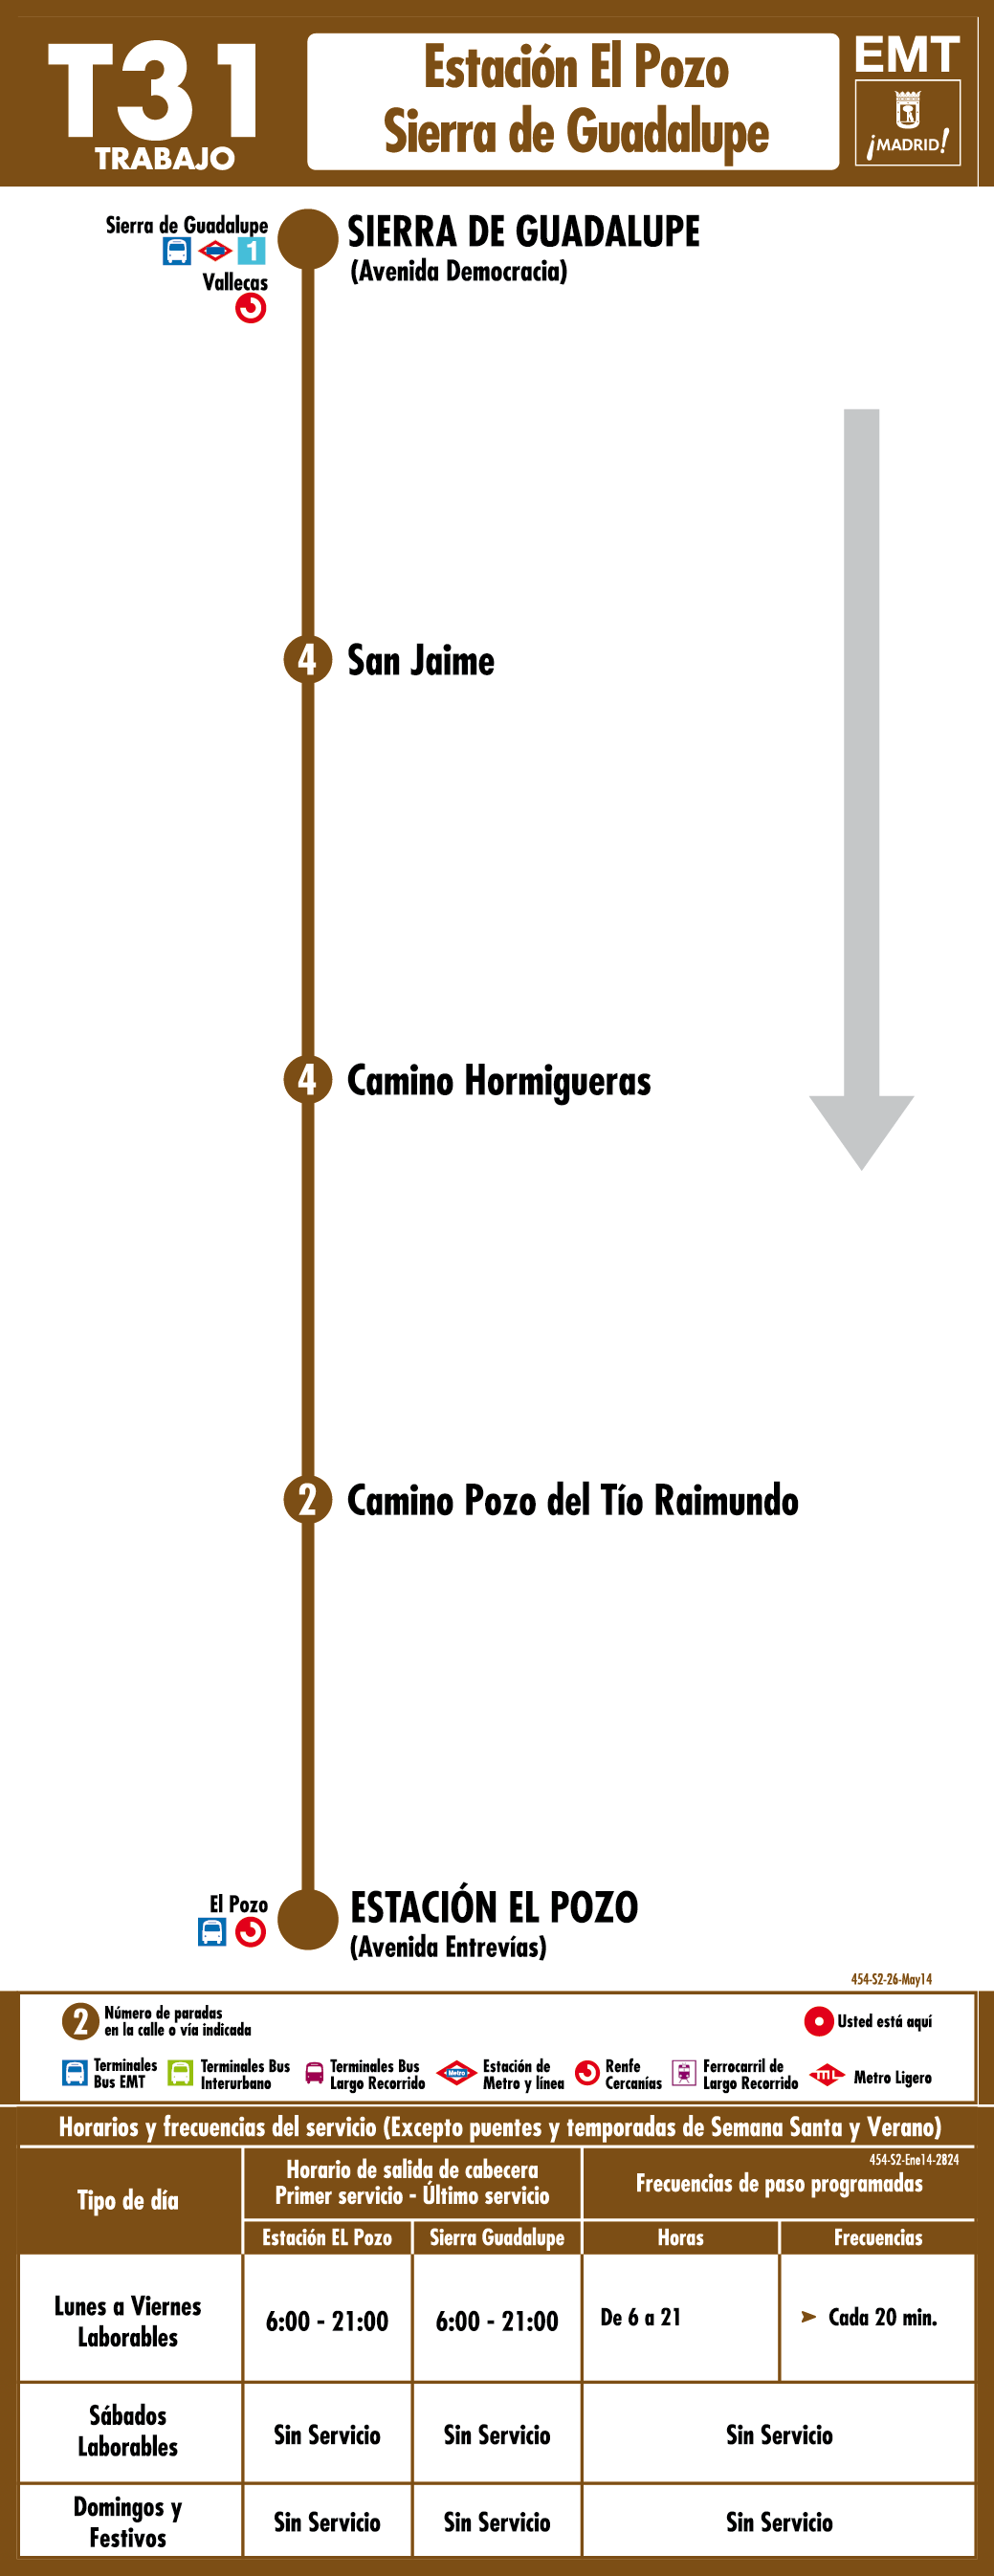 T31
TRABAJO
Estación El Pozo
Sierra de Guadalupe
EMT
¡MADRID!
Sierra de Guadalupe
1
Vallecas
SIERRA DE GUADALUPE
(Avenida Democracia)
4 San Jaime
4 Camino Hormigueras
2 Camino Pozo del Tío Raimundo
El Pozo
ESTACIÓN EL POZO
(Avenida Entrevías)
454-S2-26-May14
2 Número de paradas
en la calle o vía indicada
Usted está aquí
Terminales
Bus EMT
Terminales Bus
Interurbano
Terminales Bus
Largo Recorrido
Metro
Estación de
Metro y línea
Renfe
Cercanías
Ferrocarril de
Largo Recorrido
ML
Metro Ligero
Horarios y frecuencias del servicio (Excepto puentes y temporadas de Semana Santa y Verano)
454-S2-Ene14-2824
Tipo de día
Horario de salida de cabecera
Primer servicio - Último servicio
Frecuencias de paso programadas
Estación EL Pozo
Sierra Guadalupe
Horas
Frecuencias
Lunes a Viernes
Laborables
6:00 - 21:00
6:00 - 21:00
De 6 a 21
➤ Cada 20 min.
Sábados
Laborables
Sin Servicio
Sin Servicio
Sin Servicio
Domingos y
Festivos
Sin Servicio
Sin Servicio
Sin Servicio